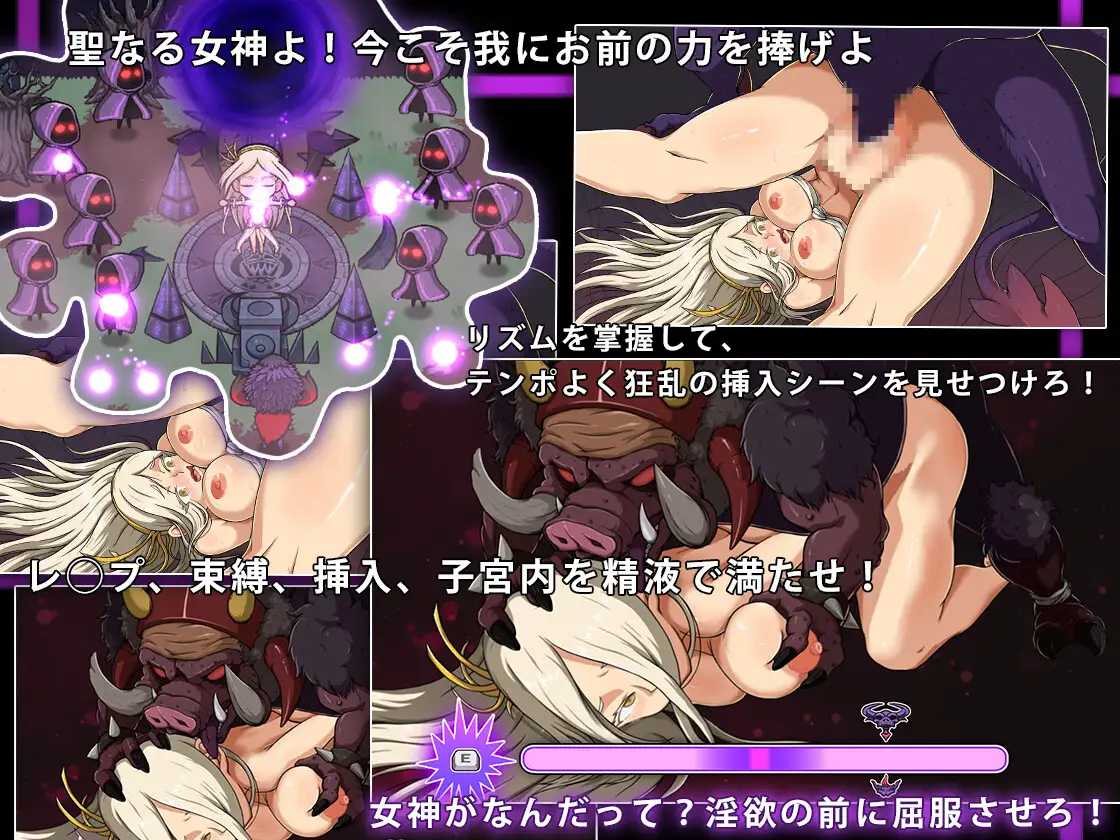 聖なる女神よ！今こそ我にお前の力を捧げよ
リズムを掌握して、
テンポよく狂乱の挿入シーンを見せつけろ！
レ◯プ、束縛、挿入、子宮内を精液で満たせ！
E
女神がなんだって？淫欲の前に屈服させろ！